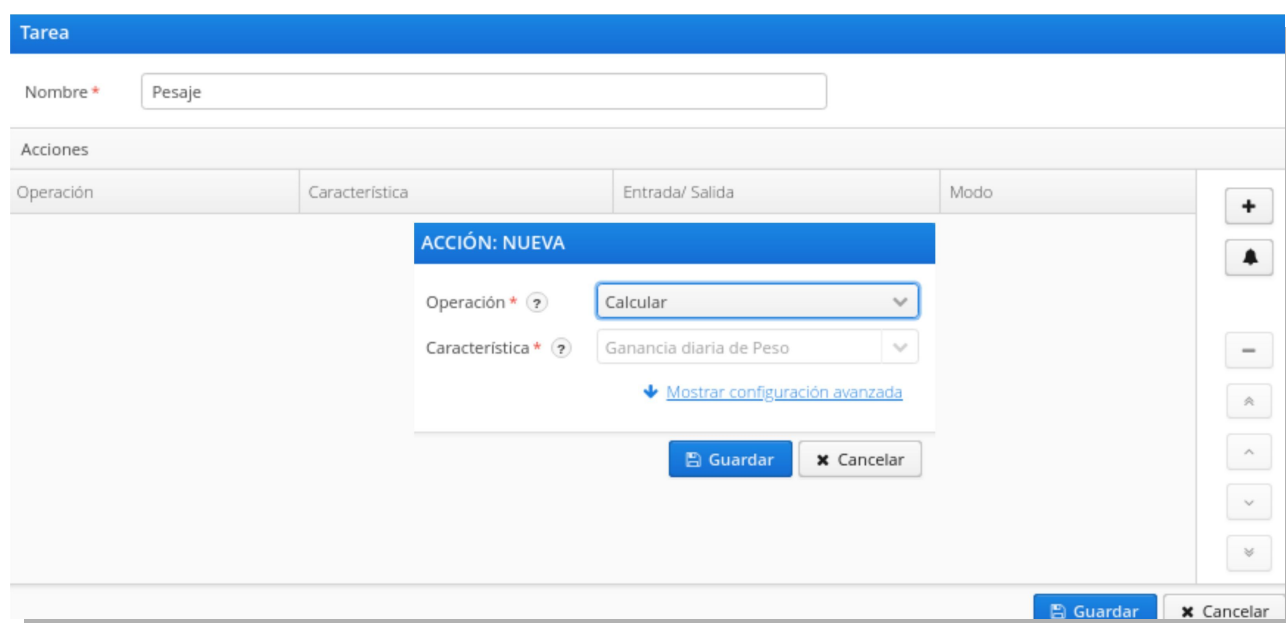 Tarea
Nombre * Pesaje
Acciones
Operación Característica Entrada/ Salida Modo
ACCIÓN: NUEVA
Operación * ? Calcular
Característica * ? Ganancia diaria de Peso
Mostrar configuración avanzada
Guardar Cancelar
Guardar Cancelar